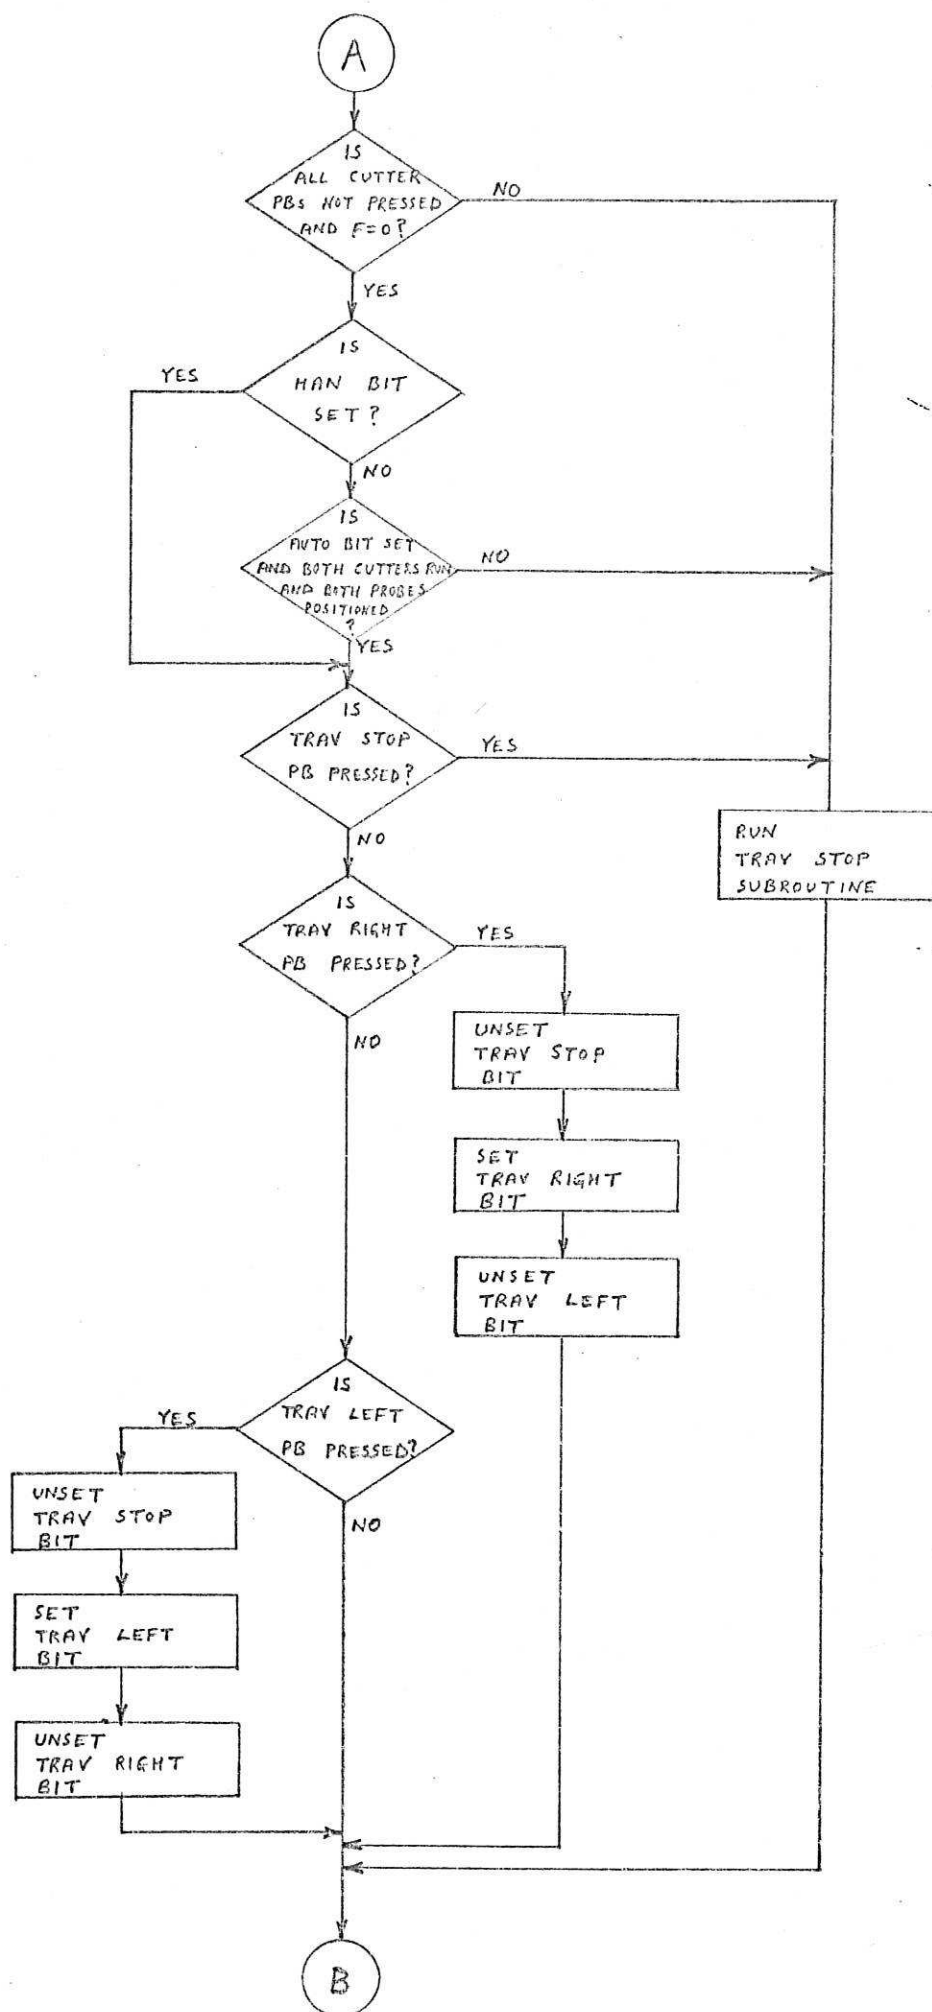 A
IS
ALL CUTTER
PBS NOT PRESSED
AND F=0?
NO
YES
IS
MAN BIT
SET?
YES
NO
IS
AUTO BIT SET
AND BOTH CUTTERS RUN
AND BOTH PROBES
POSITIONED
?
NO
YES
IS
TRAV STOP
PB PRESSED?
YES
NO
RUN
TRAV STOP
SUBROUTINE
IS
TRAV RIGHT
PB PRESSED?
YES
NO
UNSET
TRAV STOP
BIT
SET
TRAV RIGHT
BIT
UNSET
TRAV LEFT
BIT
IS
TRAV LEFT
PB PRESSED?
YES
NO
UNSET
TRAV STOP
BIT
SET
TRAV LEFT
BIT
UNSET
TRAV RIGHT
BIT
B